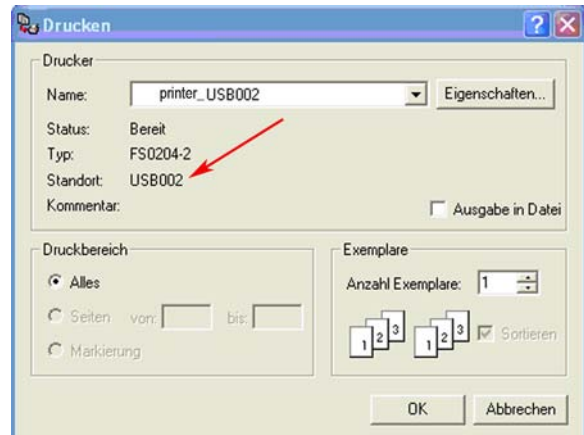 Drucken
Drucker
Name: printer_USB002 Eigenschaften...
Status: Bereit
Typ: FS0204-2
Standort: USB002
Kommentar:
Ausgabe in Datei
Druckbereich
Alles
Seiten von: bis:
Markierung
Exemplare
Anzahl Exemplare: 1
1 2 3 1 2 3 Sortieren
OK Abbrechen